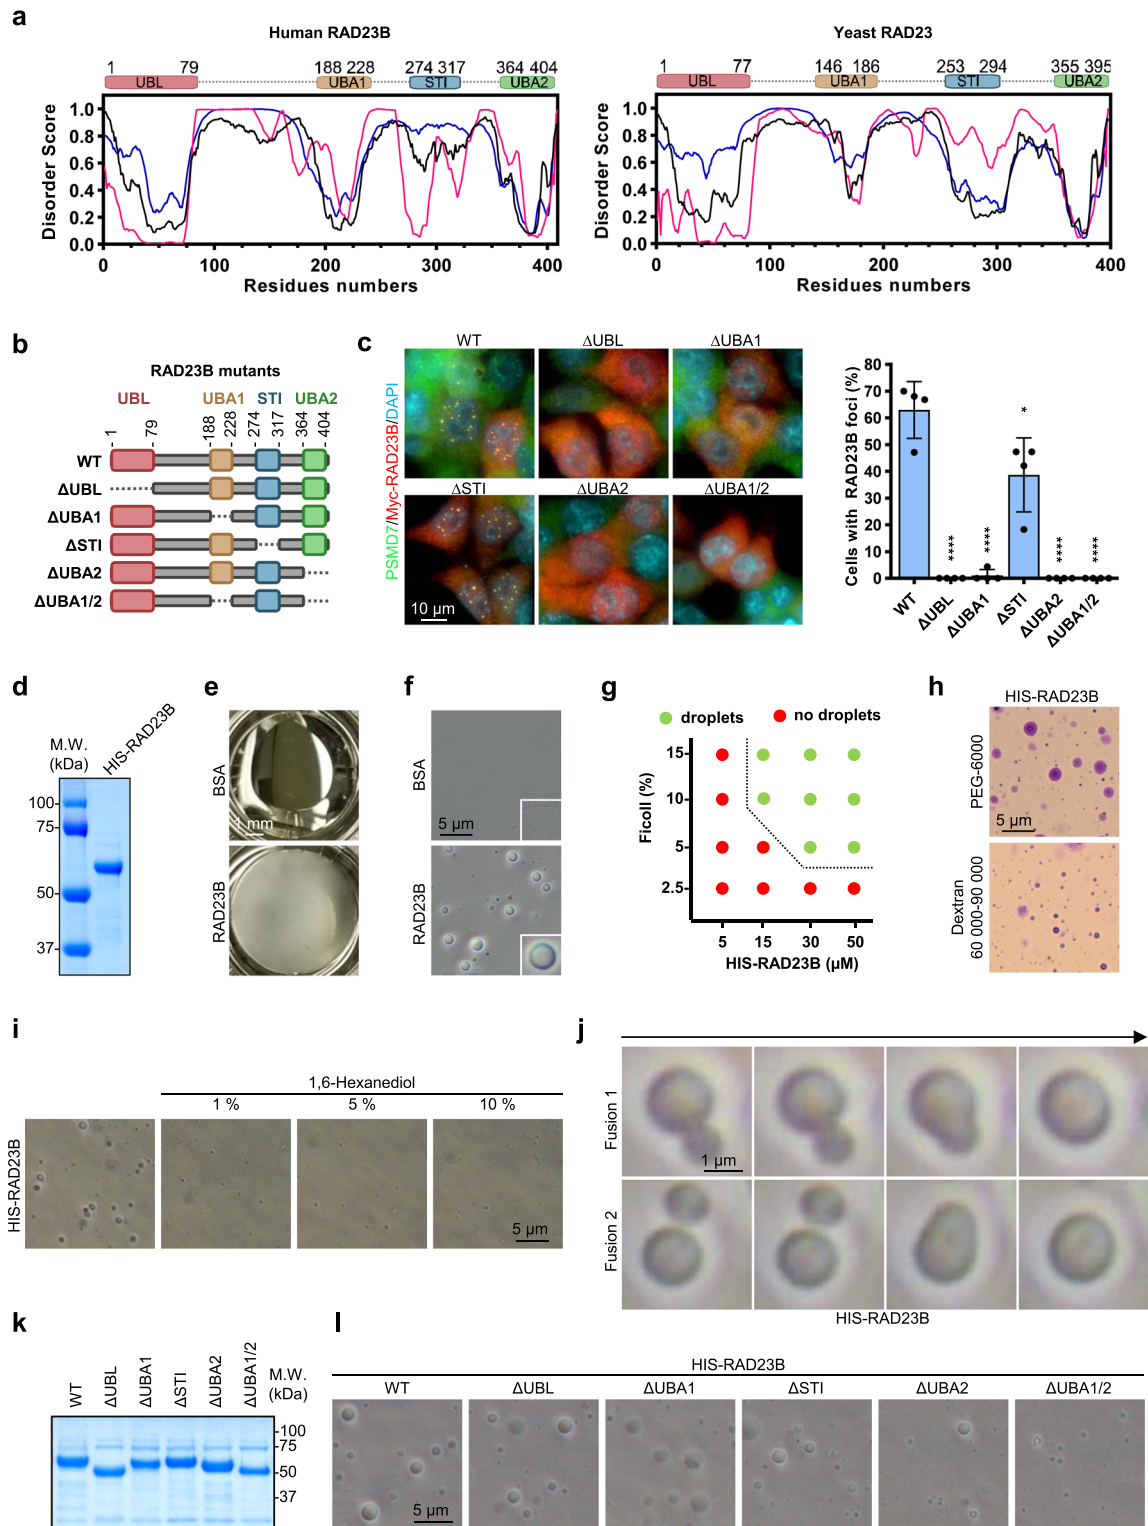 a
Human RAD23B
1 79 188 228 274 317 364 404
UBL UBA1 STI UBA2
Disorder Score
1.0
0.8
0.6
0.4
0.2
0.0
0 100 200 300 400
Residues numbers
Yeast RAD23
1 77 146 186 253 294 355 395
UBL UBA1 STI UBA2
Disorder Score
1.0
0.8
0.6
0.4
0.2
0.0
0 100 200 300 400
Residues numbers
b
RAD23B mutants
UBL UBA1 STI UBA2
1 79 188 228 274 317 364 404
WT
ΔUBL
ΔUBA1
ΔSTI
ΔUBA2
ΔUBA1/2
c
WT ΔUBL ΔUBA1
ΔSTI ΔUBA2 ΔUBA1/2
PSMD7/Myc-RAD23B/DAPI
10 µm
Cells with RAD23B foci (%)
80
70
60
50
40
30
20
10
0
**** **** * **** ****
WT ΔUBL ΔUBA1 ΔSTI ΔUBA2 ΔUBA1/2
d
M.W.
(kDa)
HIS-RAD23B
100
75
50
37
e
BSA
1 mm
RAD23B
f
BSA
5 µm
RAD23B
g
droplets no droplets
Ficoll (%)
15
10
5
2.5
5 15 30 50
HIS-RAD23B (µM)
h
HIS-RAD23B
PEG-6000
5 µm
Dextran
60 000-90 000
i
1,6-Hexanediol
1 % 5 % 10 %
HIS-RAD23B
5 µm
j
Fusion 1
1 µm
Fusion 2
HIS-RAD23B
k
WT ΔUBL ΔUBA1 ΔSTI ΔUBA2 ΔUBA1/2
M.W.
(kDa)
100
75
50
37
l
HIS-RAD23B
WT ΔUBL ΔUBA1 ΔSTI ΔUBA2 ΔUBA1/2
5 µm